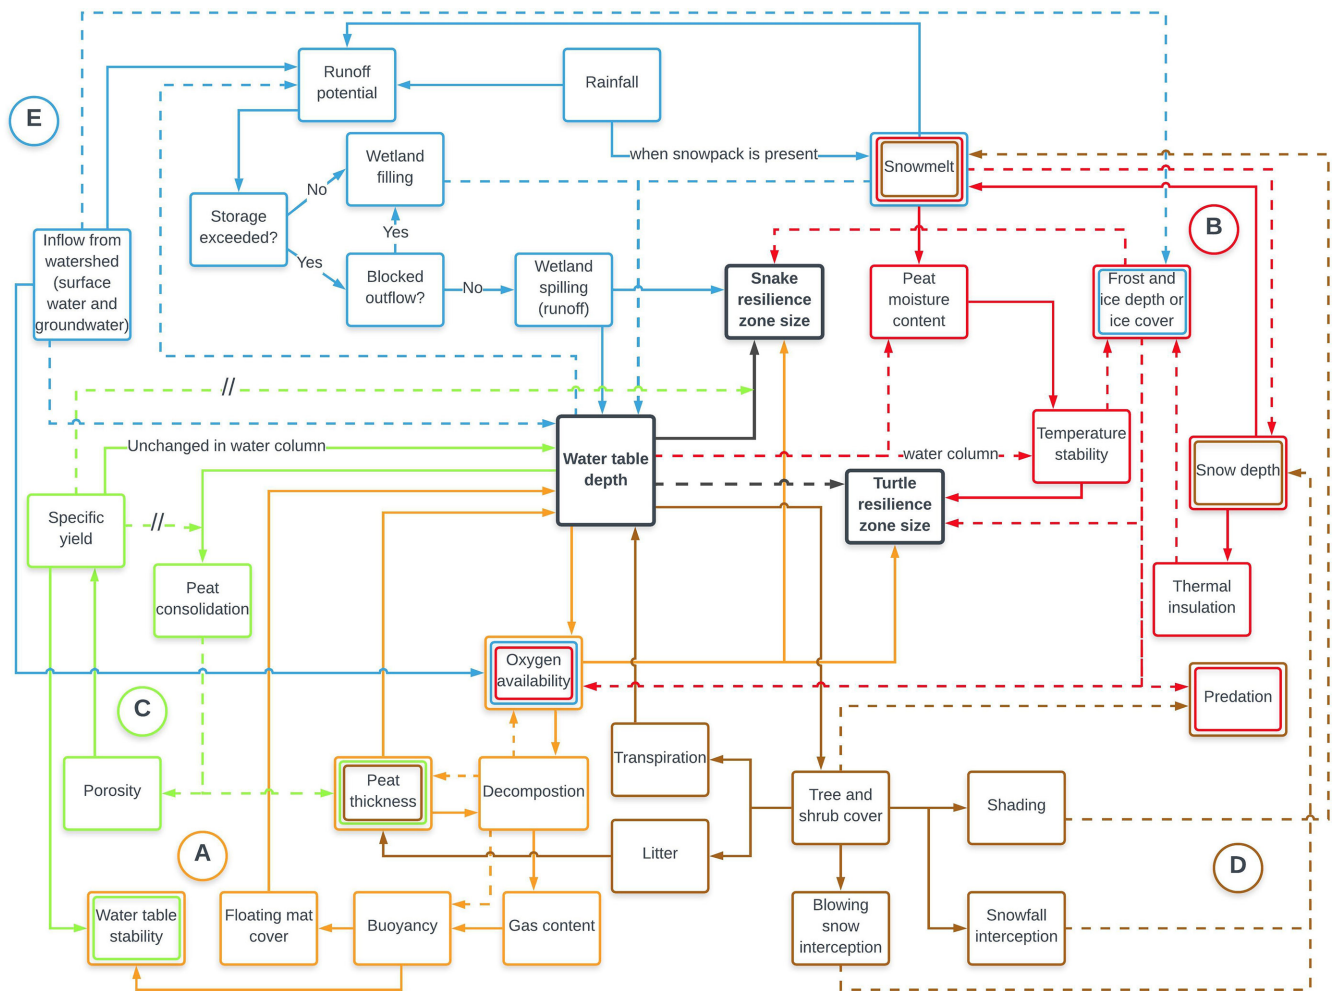 Runoff
potential
Rainfall
E
Wetland
filling
when snowpack is present
Snowmelt
No
Storage
exceeded?
Yes
B
Inflow from
watershed
(surface
water and
groundwater)
Yes
Blocked
outflow?
No
Wetland
spilling
(runoff)
Snake
resilience
zone size
Peat
moisture
content
Frost and
ice depth or
ice cover
//
Unchanged in water column
Water table
depth
water column
Temperature
stability
Snow depth
Turtle
resilience
zone size
Specific
yield
//
Peat
consolidation
Thermal
insulation
Oxygen
availability
Predation
C
Porosity
Peat
thickness
Decompostion
Transpiration
Tree and
shrub cover
Shading
A
Litter
D
Water table
stability
Floating mat
cover
Buoyancy
Gas content
Blowing
snow
interception
Snowfall
interception